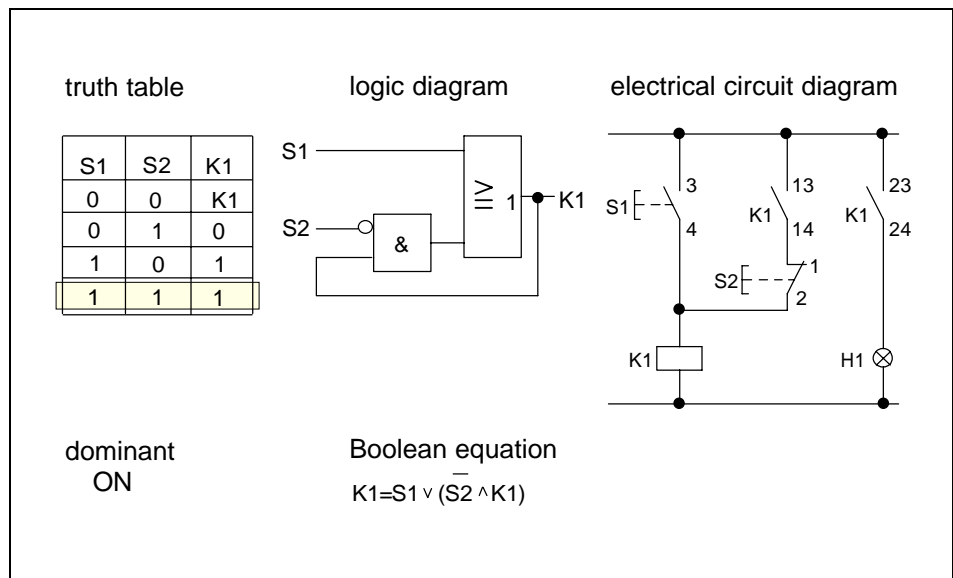 truth table
S1 S2 K1
0 0 K1
0 1 0
1 0 1
1 1 1
dominant
ON
logic diagram
S1
S2
&
≥ 1
K1
Boolean equation
K1=S1 ∨ (S̅2̅ ∧ K1)
electrical circuit diagram
S1
3
4
K1
13
14
S2
1
2
K1
23
24
K1
H1